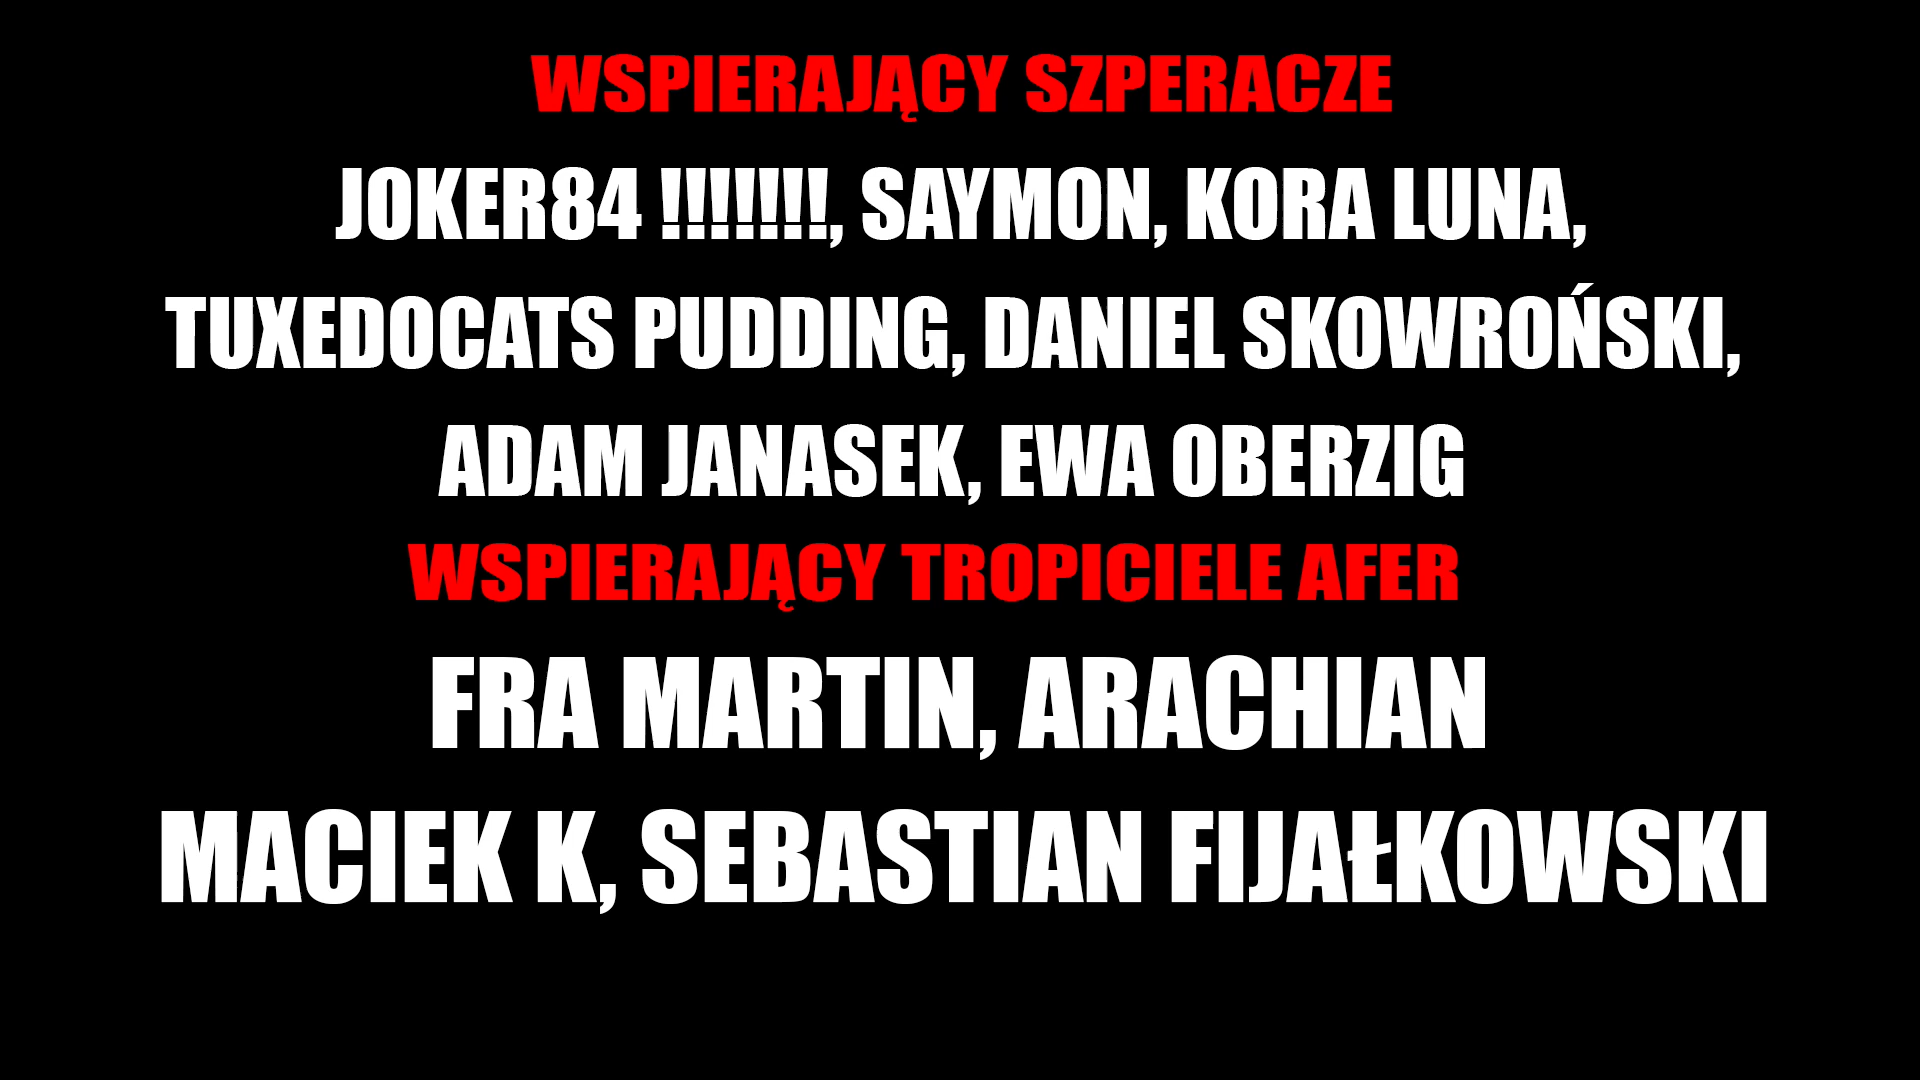 WSPIERAJĄCY SZPERACZE
JOKER84 !!!!!!!, SAYMON, KORA LUNA,
TUXEDOCATS PUDDING, DANIEL SKOWROŃSKI,
ADAM JANASEK, EWA OBERZIG
WSPIERAJĄCY TROPICIELE AFER
FRA MARTIN, ARACHIAN
MACIEK K, SEBASTIAN FIJAŁKOWSKI